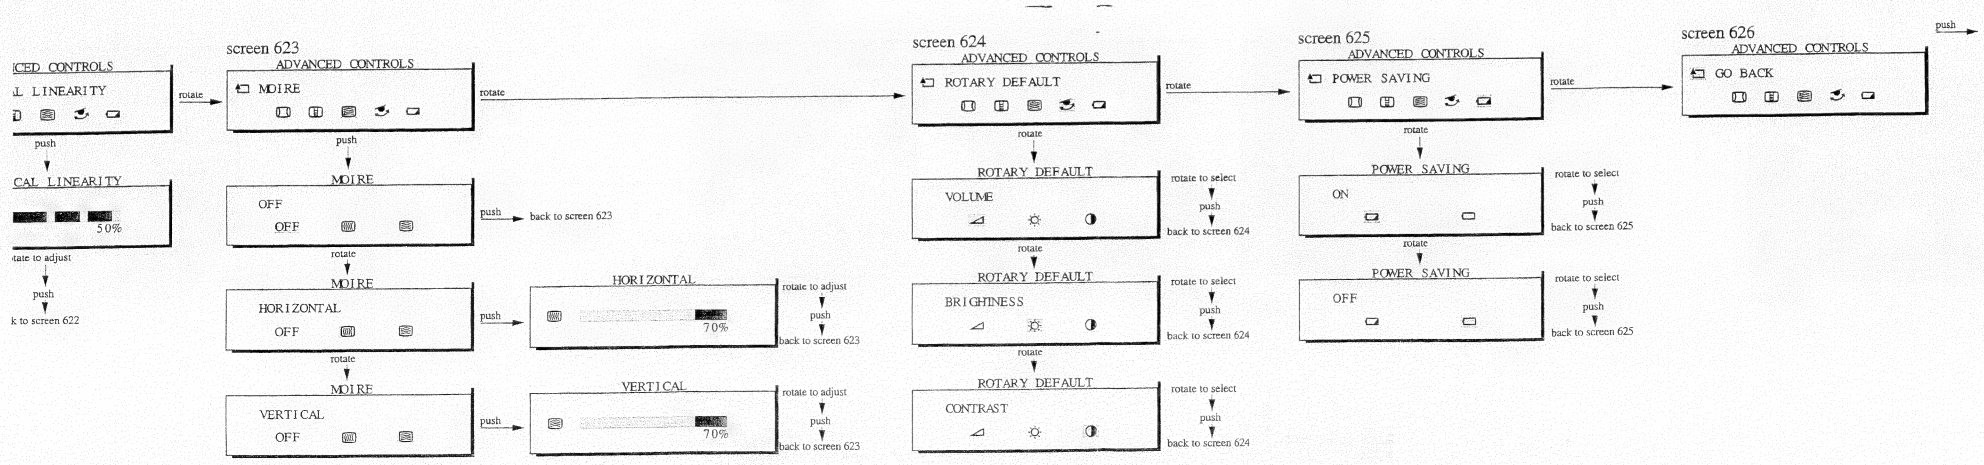 push
screen 623
screen 624
screen 625
screen 626
CED CONTROLS
ADVANCED CONTROLS
ADVANCED CONTROLS
ADVANCED CONTROLS
ADVANCED CONTROLS
L LINEARITY
rotate
MOIRE
rotate
ROTARY DEFAULT
rotate
POWER SAVING
rotate
GO BACK
push
push
rotate
rotate
CAL LINEARITY
50%
tate to adjust
push
k to screen 622
MOIRE
OFF
OFF
push
back to screen 623
rotate
MOIRE
HORIZONTAL
OFF
push
HORIZONTAL
70%
rotate to adjust
push
back to screen 623
rotate
MOIRE
VERTICAL
OFF
push
VERTICAL
70%
rotate to adjust
push
back to screen 623
ROTARY DEFAULT
VOLUME
rotate to select
push
back to screen 624
rotate
ROTARY DEFAULT
BRIGHTNESS
rotate to select
push
back to screen 624
rotate
ROTARY DEFAULT
CONTRAST
rotate to select
push
back to screen 624
POWER SAVING
ON
rotate to select
push
back to screen 625
rotate
POWER SAVING
OFF
rotate to select
push
back to screen 625